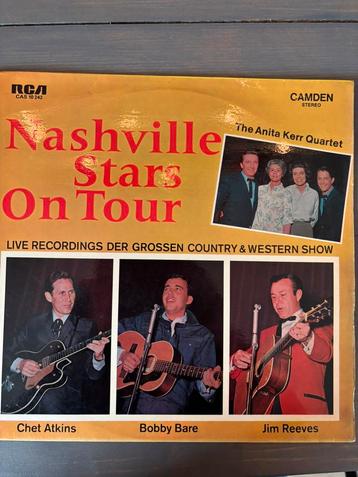 RCA
CAS 10 243
CAMDEN
STEREO
Nashville
Stars
On Tour
The Anita Kerr Quartet
LIVE RECORDINGS DER GROSSEN COUNTRY & WESTERN SHOW
Chet Atkins
Bobby Bare
Jim Reeves